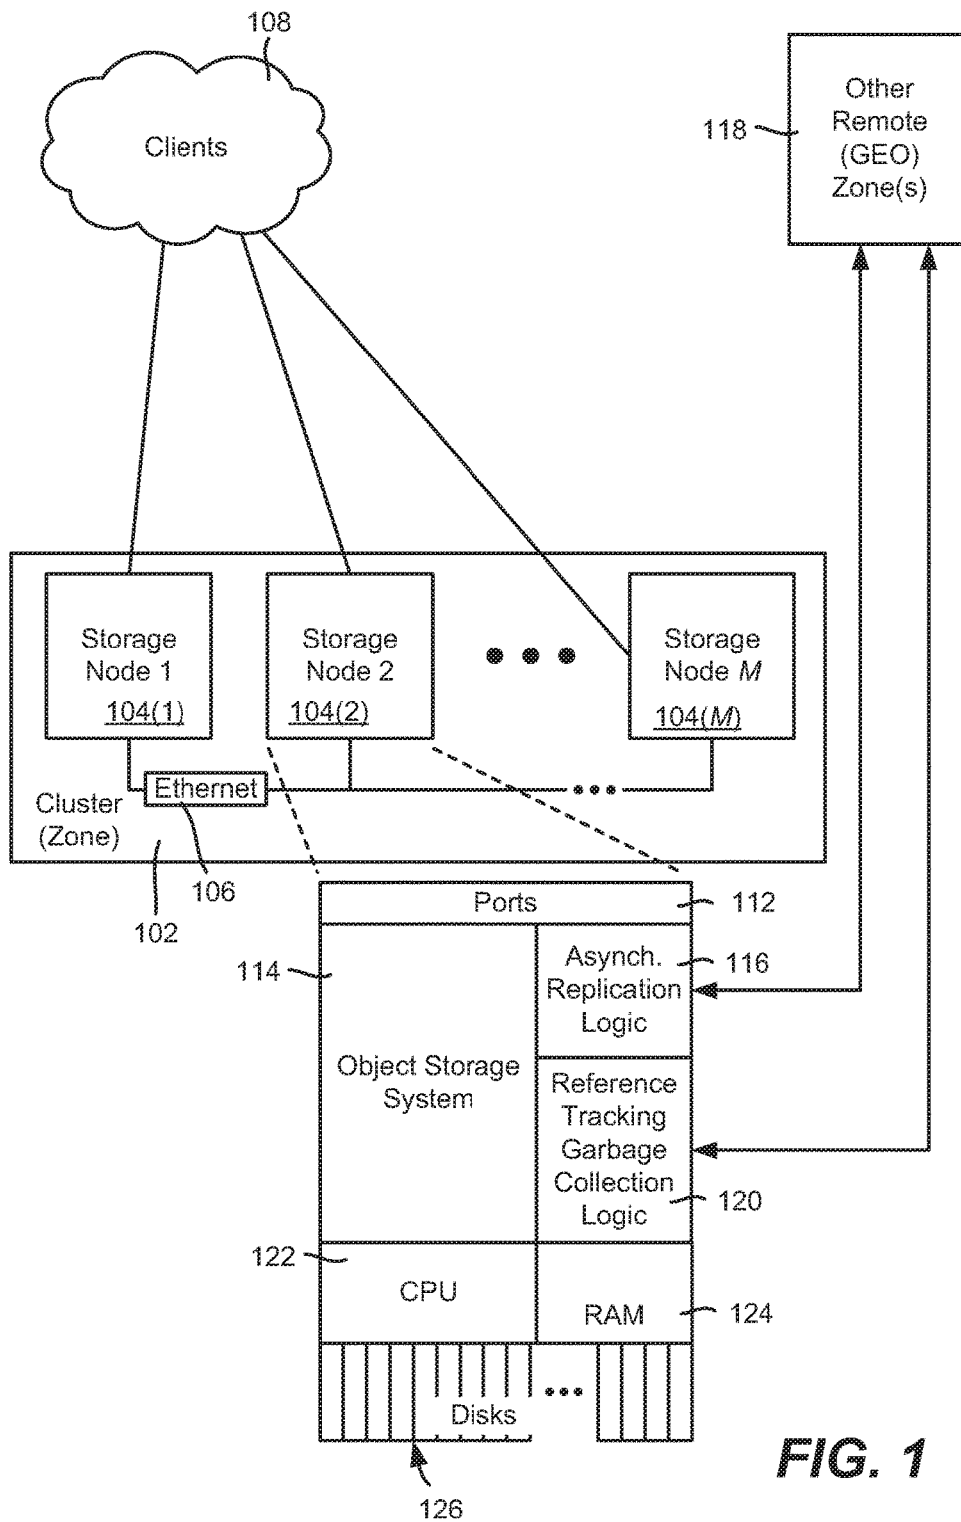 108
Clients
Other
Remote
(GEO)
Zone(s)
118
Storage
Node 1
104(1)
Storage
Node 2
104(2)
Storage
Node M
104(M)
Ethernet
Cluster
(Zone)
106
102
Ports
112
114
Asynch.
Replication
Logic
116
Object Storage
System
Reference
Tracking
Garbage
Collection
Logic
120
122
CPU
RAM
124
Disks
126
FIG. 1